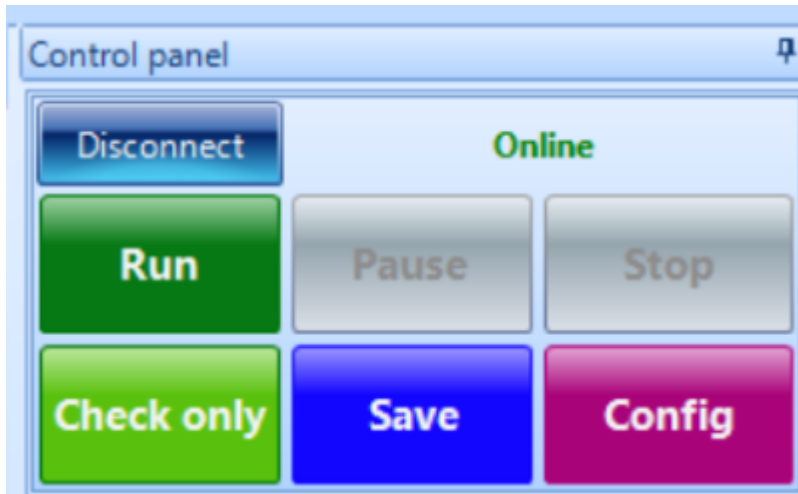 Control panel
Disconnect Online
Run Pause Stop
Check only Save Config